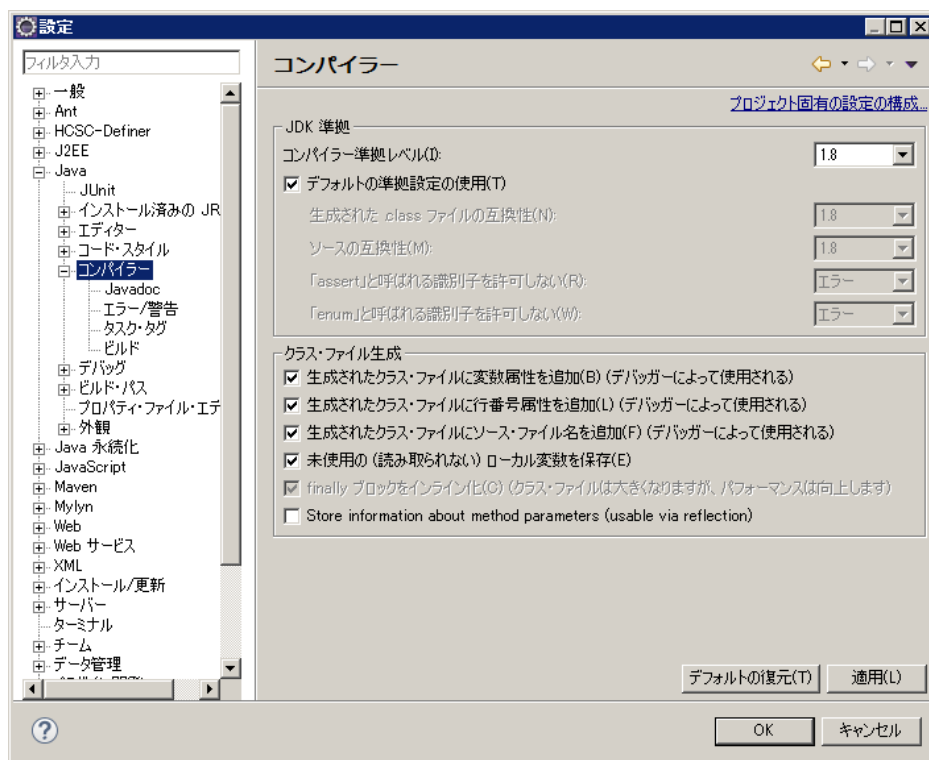 設定
フィルタ入力
一般
Ant
HCSC-Definer
J2EE
Java
JUnit
インストール済みの JR
エディター
コード・スタイル
コンパイラー
Javadoc
エラー/警告
タスク・タグ
ビルド
デバッグ
ビルド・パス
プロパティ・ファイル・エデ
外観
Java 永続化
JavaScript
Maven
Mylyn
Web
Web サービス
XML
インストール/更新
サーバー
ターミナル
チーム
データ管理
コンパイラー
プロジェクト固有の設定の構成...
JDK 準拠
コンパイラー準拠レベル(I):
1.8
デフォルトの準拠設定の使用(T)
生成された .class ファイルの互換性(N):
1.8
ソースの互換性(M):
1.8
「assert」と呼ばれる識別子を許可しない(R):
エラー
「enum」と呼ばれる識別子を許可しない(W):
エラー
クラス・ファイル生成
生成されたクラス・ファイルに変数属性を追加(B) (デバッガーによって使用される)
生成されたクラス・ファイルに行番号属性を追加(L) (デバッガーによって使用される)
生成されたクラス・ファイルにソース・ファイル名を追加(F) (デバッガーによって使用される)
未使用の (読み取られない) ローカル変数を保存(E)
finally ブロックをインライン化(C) (クラス・ファイルは大きくなりますが、パフォーマンスは向上します)
Store information about method parameters (usable via reflection)
デフォルトの復元(T)
適用(L)
?
OK
キャンセル